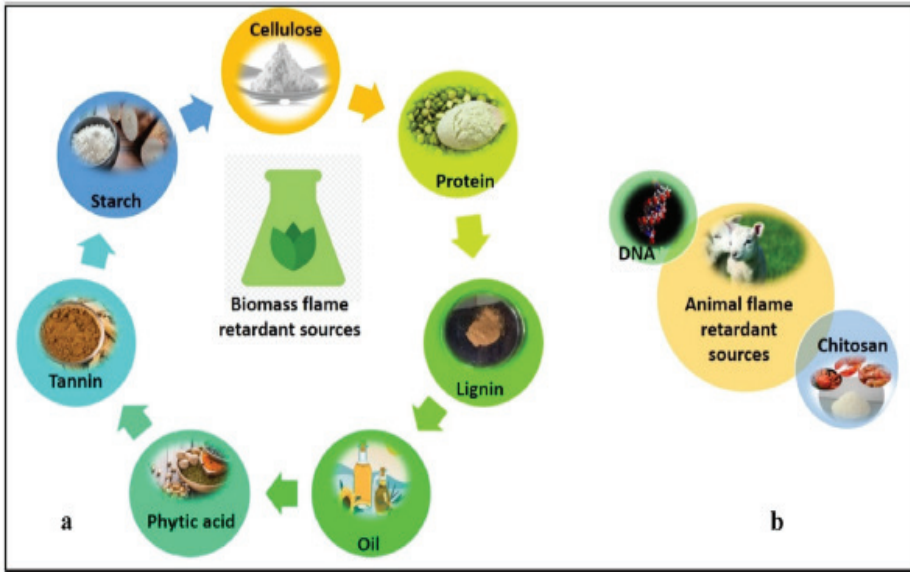 Cellulose
Protein
Starch
Biomass flame
retardant sources
Lignin
Tannin
Phytic acid
Oil
a
DNA
Animal flame
retardant
sources
Chitosan
b